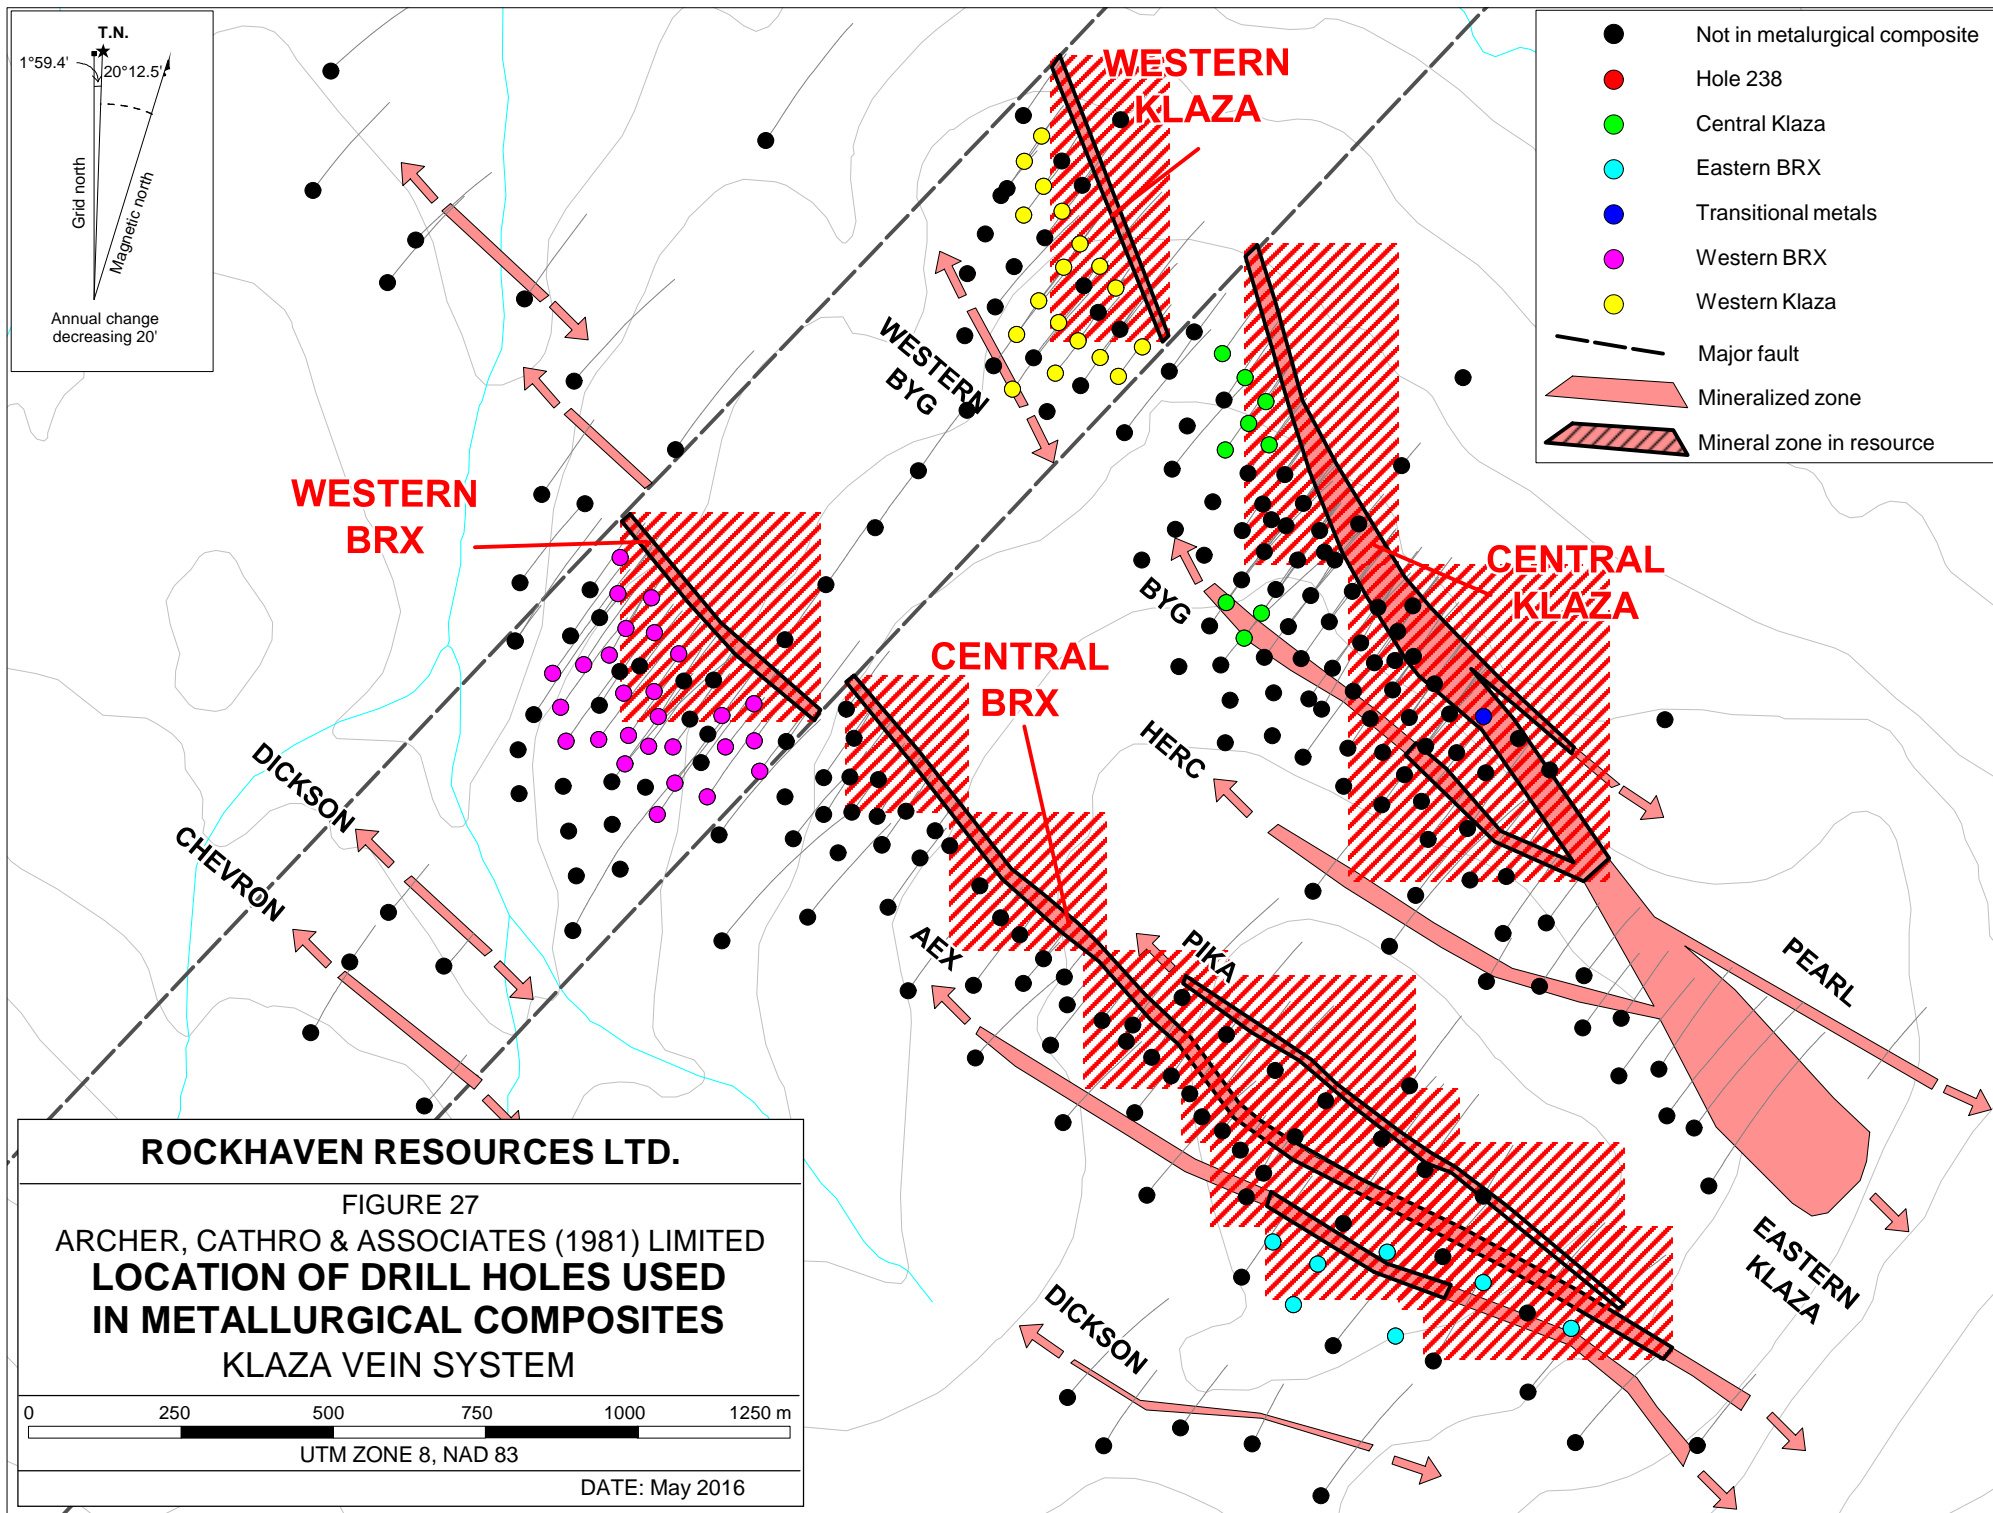 T.N.
1°59.4'
20°12.5'
Grid north
Magnetic north
Annual change
decreasing 20'
Not in metalurgical composite
Hole 238
Central Klaza
Eastern BRX
Transitional metals
Western BRX
Western Klaza
Major fault
Mineralized zone
Mineral zone in resource
WESTERN
KLAZA
WESTERN
BYG
WESTERN
BRX
CENTRAL
KLAZA
BYG
CENTRAL
BRX
HERC
DICKSON
CHEVRON
AEX
PIKA
PEARL
EASTERN
KLAZA
DICKSON
ROCKHAVEN RESOURCES LTD.
FIGURE 27
ARCHER, CATHRO & ASSOCIATES (1981) LIMITED
LOCATION OF DRILL HOLES USED
IN METALLURGICAL COMPOSITES
KLAZA VEIN SYSTEM
0 250 500 750 1000 1250 m
UTM ZONE 8, NAD 83
DATE: May 2016